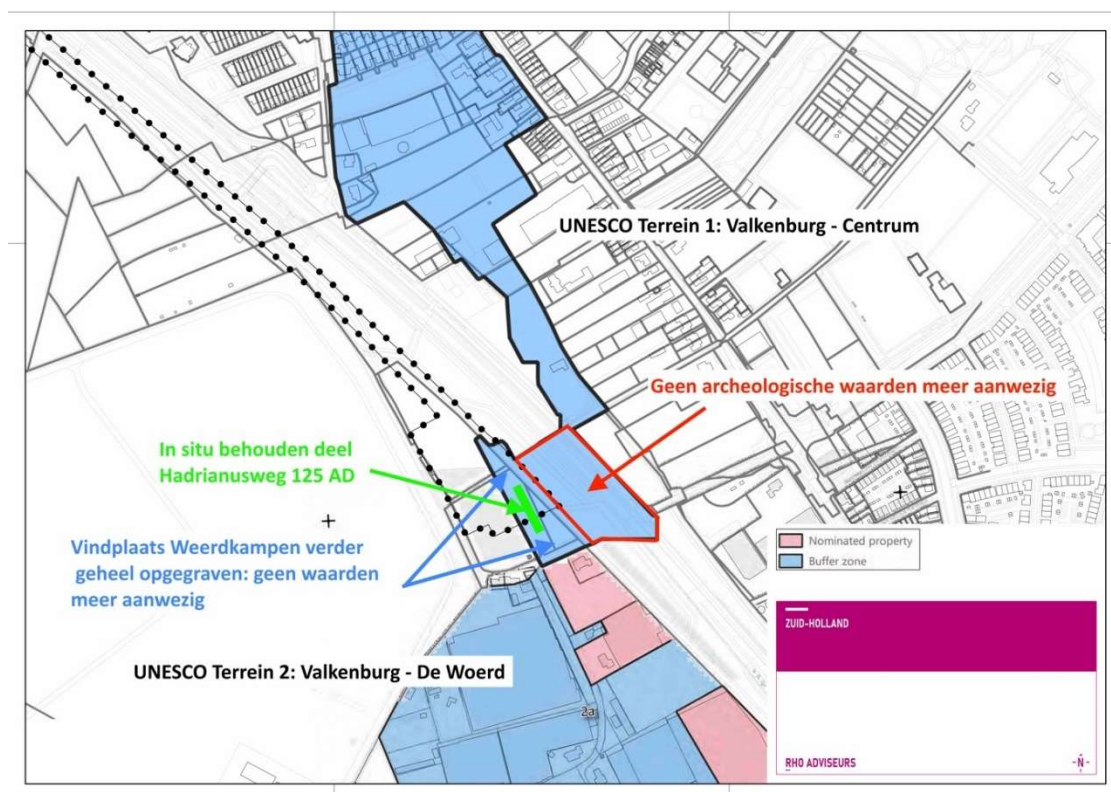 UNESCO Terrein 1: Valkenburg - Centrum
Geen archeologische waarden meer aanwezig
In situ behouden deel
Hadrianusweg 125 AD
Vindplaats Weerdkampen verder
geheel opgegraven: geen waarden
meer aanwezig
Nominated property
Buffer zone
ZUID-HOLLAND
UNESCO Terrein 2: Valkenburg - De Woerd
2a
RHO ADVISEURS
-N-